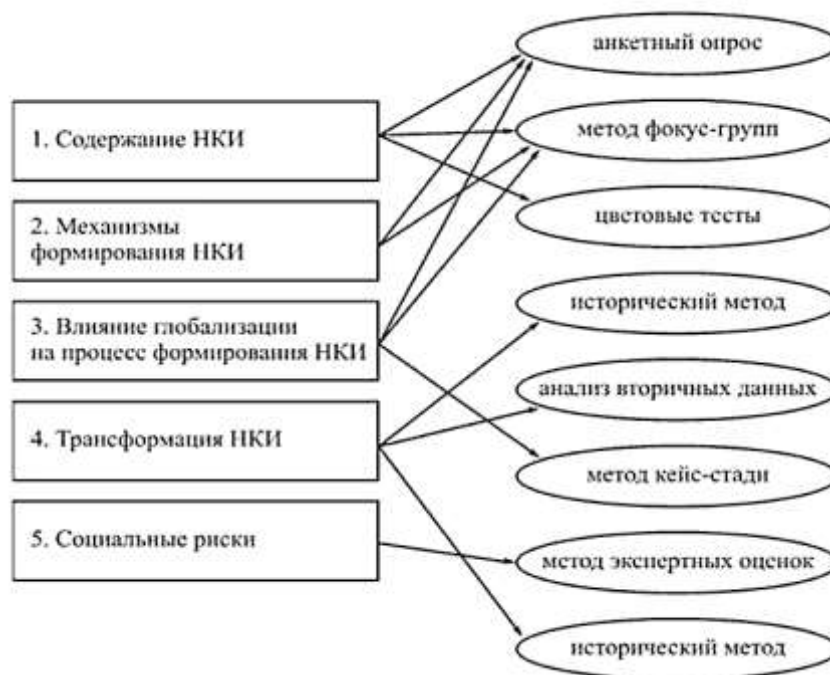 1. Содержание НКИ
2. Механизмы
формирования НКИ
3. Влияние глобализации
на процесс формирования НКИ
4. Трансформация НКИ
5. Социальные риски
анкетный опрос
метод фокус-групп
цветовые тесты
исторический метод
анализ вторичных данных
метод кейс-стади
метод экспертных оценок
исторический метод